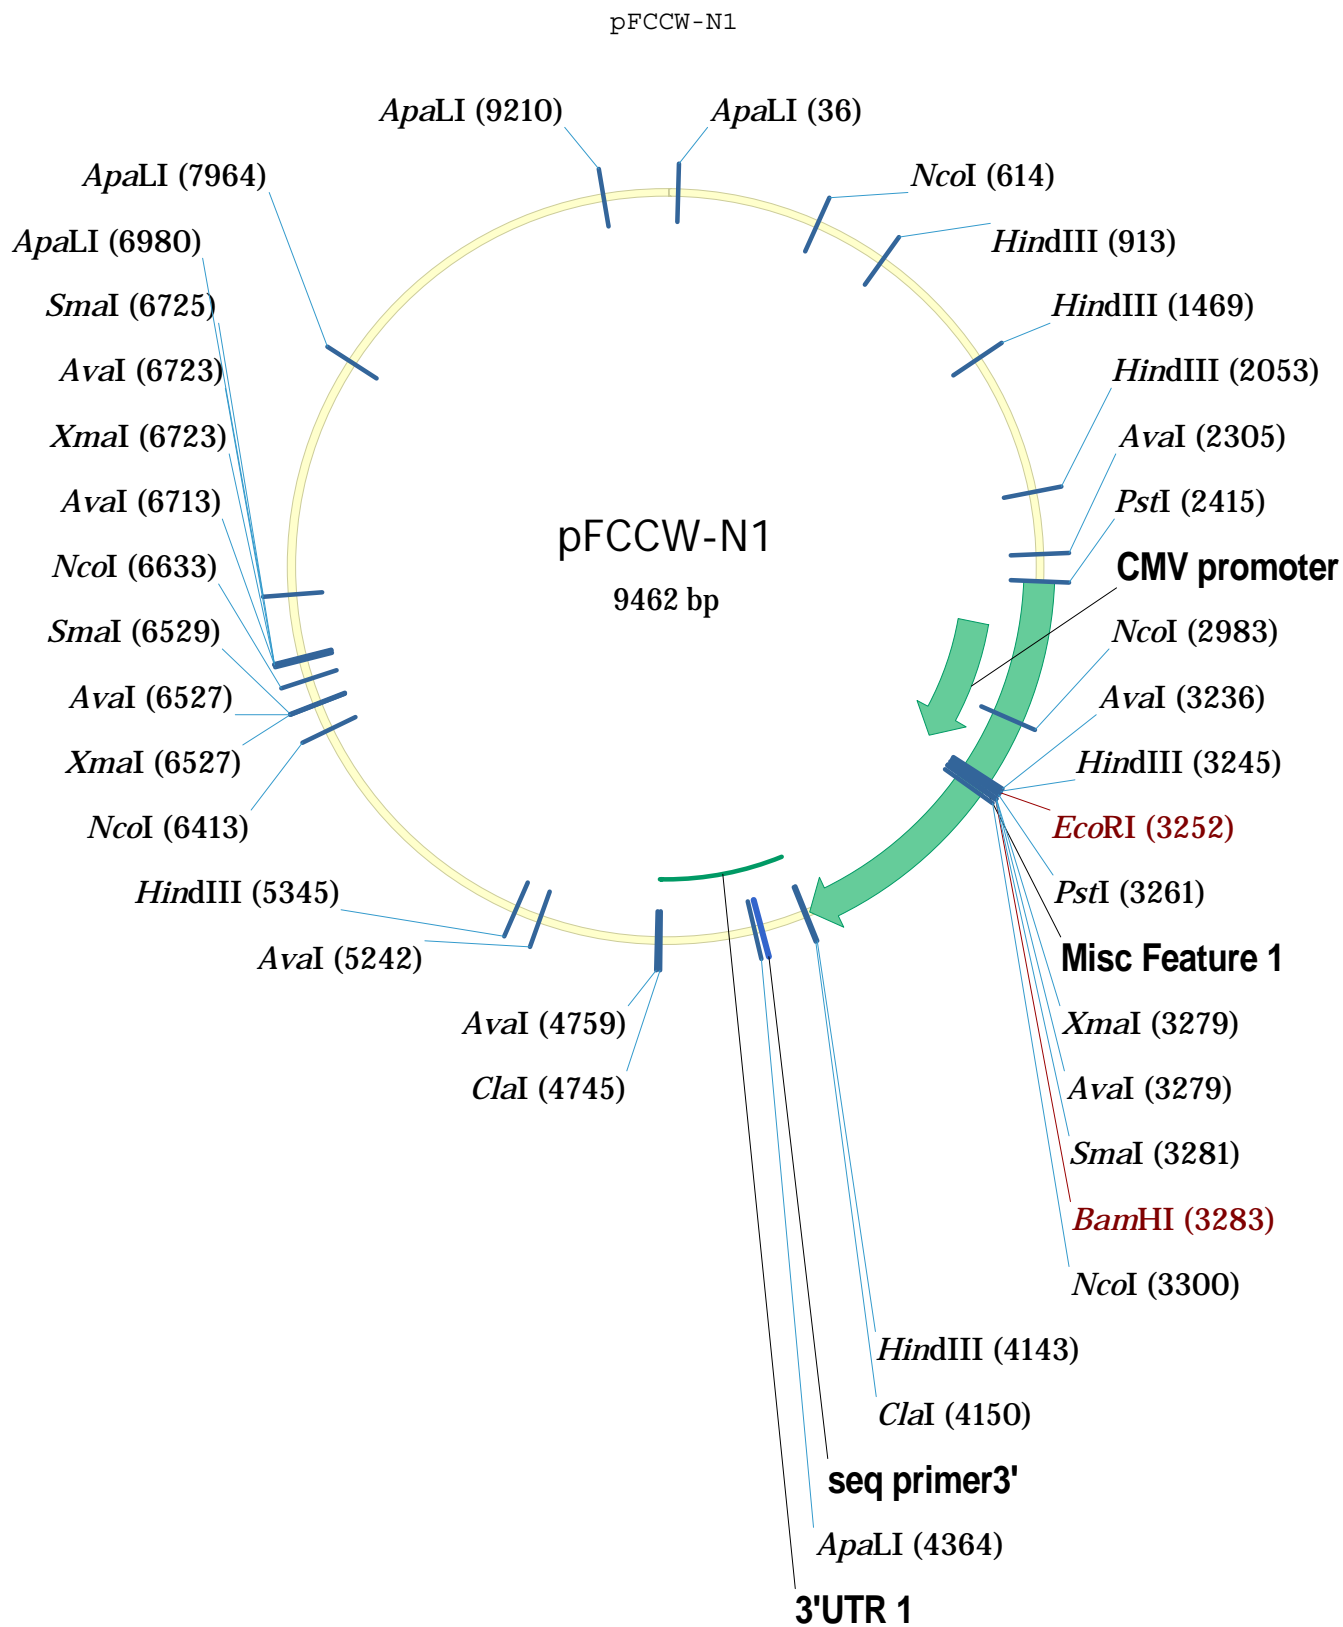 pFCCW-N1
ApaLI (9210)
ApaLI (36)
ApaLI (7964)
NcoI (614)
ApaLI (6980)
HindIII (913)
SmaI (6725)
HindIII (1469)
AvaI (6723)
HindIII (2053)
XmaI (6723)
AvaI (2305)
AvaI (6713)
PstI (2415)
pFCCW-N1
9462 bp
NcoI (6633)
CMV promoter
SmaI (6529)
NcoI (2983)
AvaI (6527)
AvaI (3236)
XmaI (6527)
HindIII (3245)
NcoI (6413)
EcoRI (3252)
HindIII (5345)
PstI (3261)
AvaI (5242)
Misc Feature 1
AvaI (4759)
XmaI (3279)
ClaI (4745)
AvaI (3279)
SmaI (3281)
BamHI (3283)
NcoI (3300)
HindIII (4143)
ClaI (4150)
seq primer3'
ApaLI (4364)
3'UTR 1